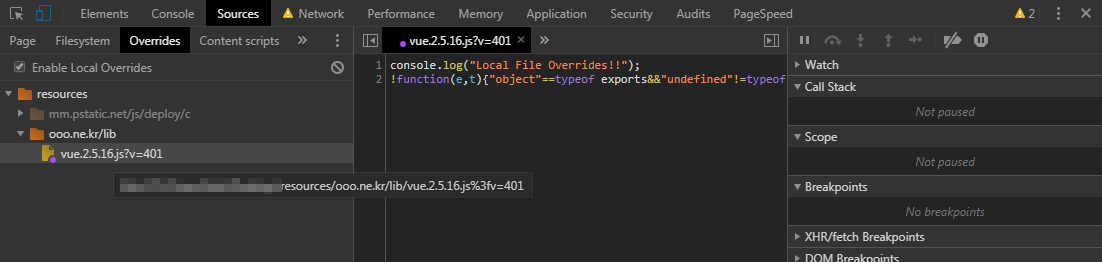 Elements Console Sources Network Performance Memory Application Security Audits PageSpeed 2
Page Filesystem Overrides Content scripts » vue.2.5.16.js?v=401 × »
Enable Local Overrides
resources
mm.pstatic.net/js/deploy/c
ooo.ne.kr/lib
vue.2.5.16.js?v=401
resources/ooo.ne.kr/lib/vue.2.5.16.js%3fv=401
1 console.log("Local File Overrides!!");
2 !function(e,t){"object"==typeof exports&&"undefined"!=typeof
Watch
Call Stack
Not paused
Scope
Not paused
Breakpoints
No breakpoints
XHR/fetch Breakpoints
DOM Breakpoints